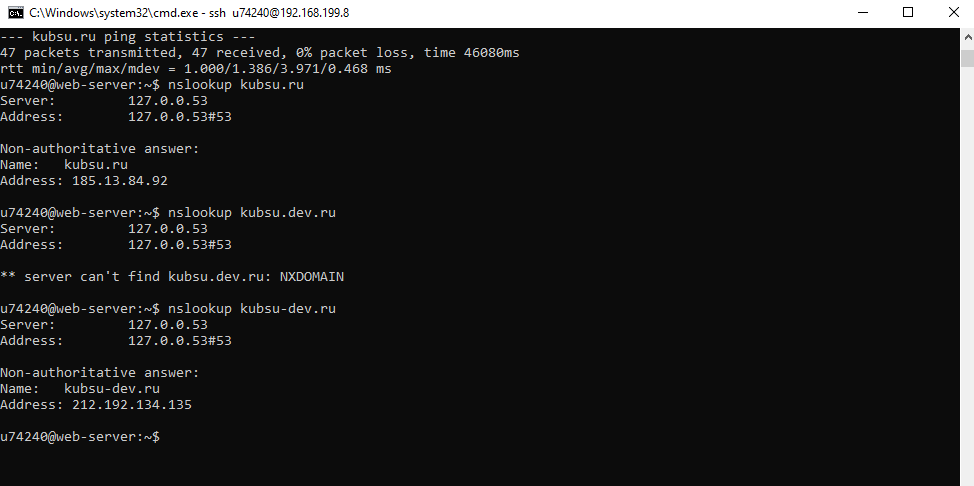 C:\Windows\system32\cmd.exe - ssh  u74240@192.168.199.8
--- kubsu.ru ping statistics ---
47 packets transmitted, 47 received, 0% packet loss, time 46080ms
rtt min/avg/max/mdev = 1.000/1.386/3.971/0.468 ms
u74240@web-server:~$ nslookup kubsu.ru
Server:         127.0.0.53
Address:        127.0.0.53#53
Non-authoritative answer:
Name:   kubsu.ru
Address: 185.13.84.92
u74240@web-server:~$ nslookup kubsu.dev.ru
Server:         127.0.0.53
Address:        127.0.0.53#53
** server can't find kubsu.dev.ru: NXDOMAIN
u74240@web-server:~$ nslookup kubsu-dev.ru
Server:         127.0.0.53
Address:        127.0.0.53#53
Non-authoritative answer:
Name:   kubsu-dev.ru
Address: 212.192.134.135
u74240@web-server:~$